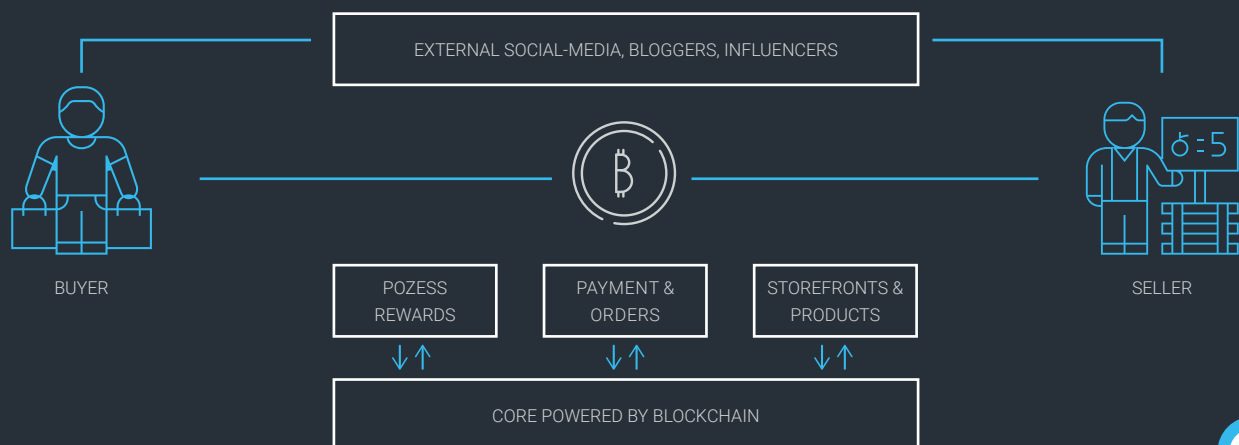 EXTERNAL SOCIAL-MEDIA, BLOGGERS, INFLUENCERS
BUYER
SELLER
POZESS
REWARDS
PAYMENT &
ORDERS
STOREFRONTS &
PRODUCTS
CORE POWERED BY BLOCKCHAIN